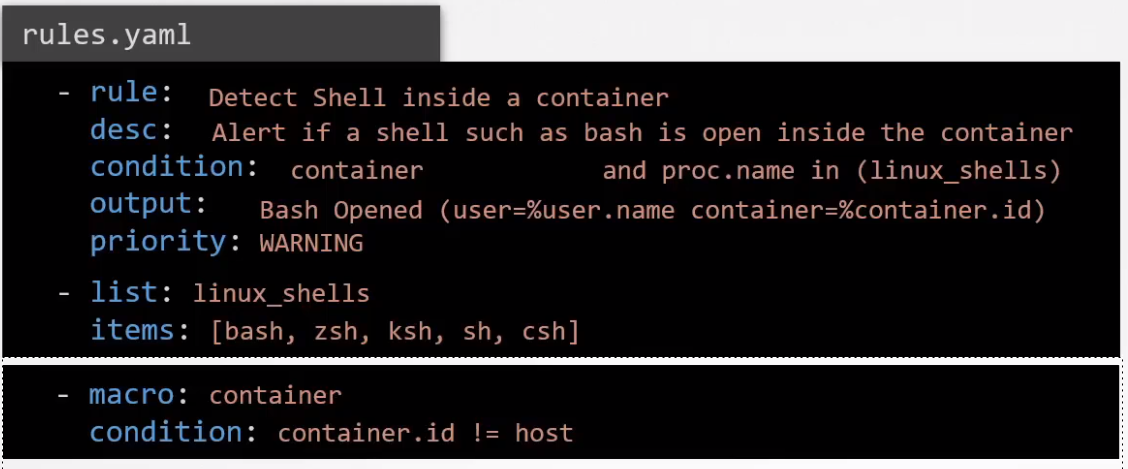 rules.yaml
- rule: Detect Shell inside a container
desc: Alert if a shell such as bash is open inside the container
condition: container and proc.name in (linux_shells)
output: Bash Opened (user=%user.name container=%container.id)
priority: WARNING
- list: linux_shells
items: [bash, zsh, ksh, sh, csh]
- macro: container
condition: container.id != host